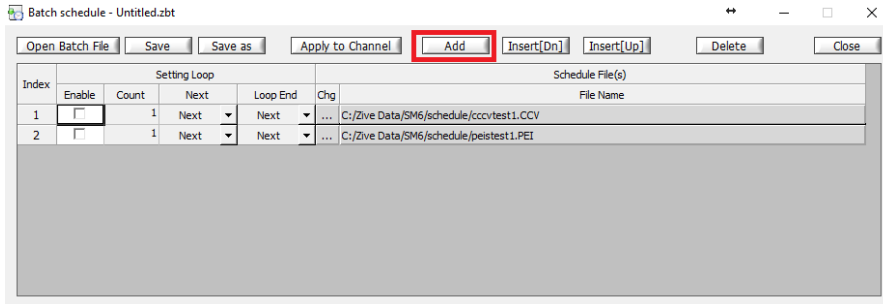 Batch schedule - Untitled.zbt
Open Batch File Save Save as Apply to Channel Add Insert[Dn] Insert[Up] Delete Close
Index Setting Loop Schedule File(s)
Enable Count Next Loop End Chg File Name
1 1 Next Next ... C:/Zive Data/SM6/schedule/cccvtest1.CCV
2 1 Next Next ... C:/Zive Data/SM6/schedule/peistest1.PEI